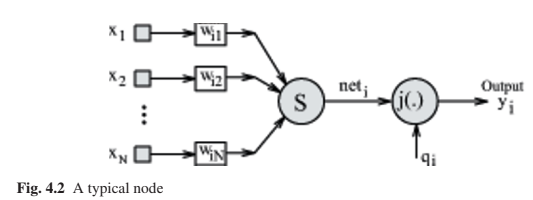 x1 wi1
x2 wi2
⋮
xN wiN
S neti j(.) Output
yi
qi
Fig. 4.2 A typical node